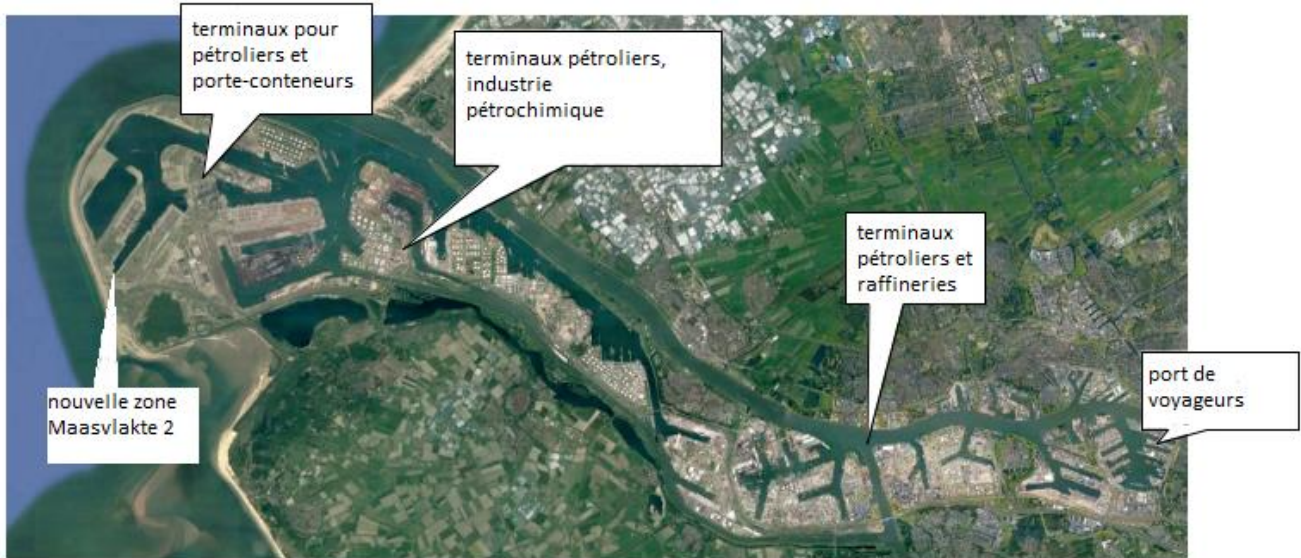 terminaux pour
pétroliers et
porte-conteneurs
terminaux pétroliers,
industrie
pétrochimique
terminaux
pétroliers et
raffineries
port de
voyageurs
nouvelle zone
Maasvlakte 2